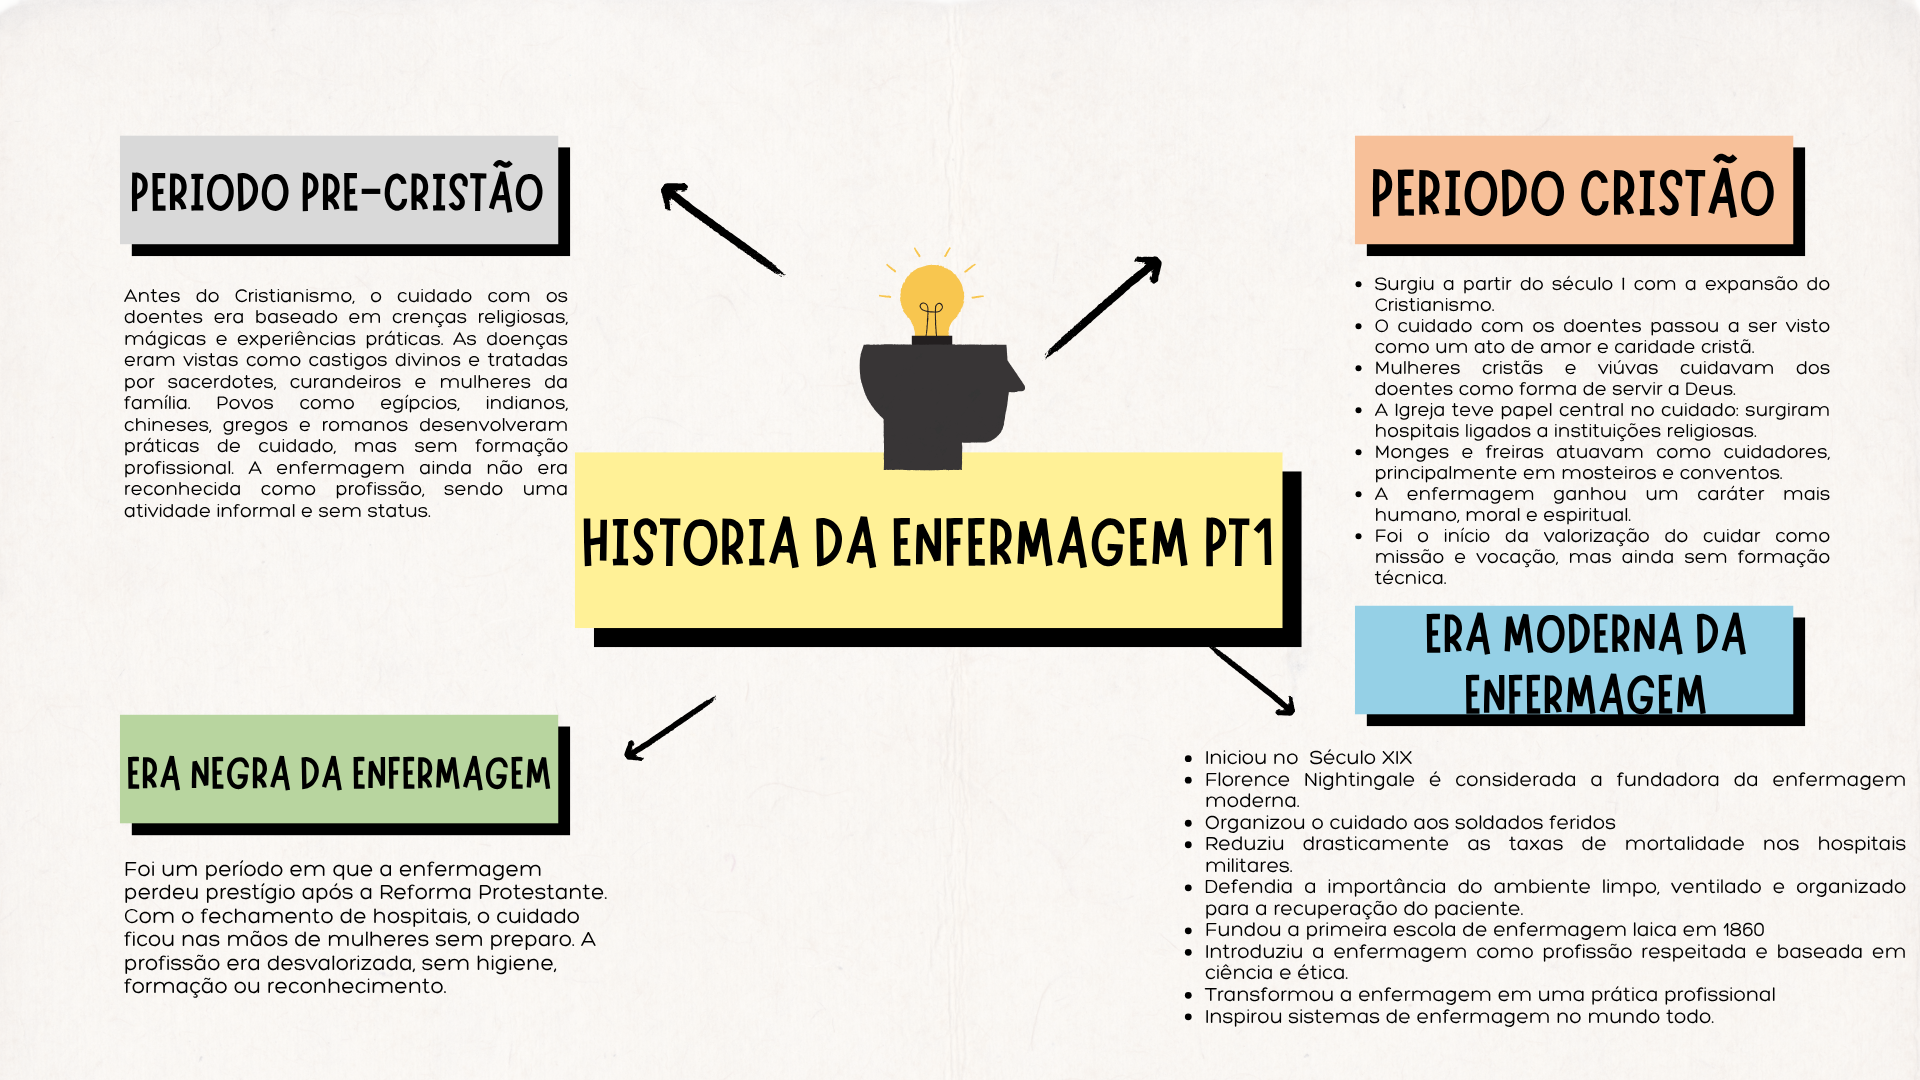 PERIODO PRE-CRISTÃO
Antes do Cristianismo, o cuidado com os
doentes era baseado em crenças religiosas,
mágicas e experiências práticas. As doenças
eram vistas como castigos divinos e tratadas
por sacerdotes, curandeiros e mulheres da
família. Povos como egípcios, indianos,
chineses, gregos e romanos desenvolveram
práticas de cuidado, mas sem formação
profissional. A enfermagem ainda não era
reconhecida como profissão, sendo uma
atividade informal e sem status.
PERIODO CRISTÃO
• Surgiu a partir do século I com a expansão do
Cristianismo.
• O cuidado com os doentes passou a ser visto
como um ato de amor e caridade cristã.
• Mulheres cristãs e viúvas cuidavam dos
doentes como forma de servir a Deus.
• A Igreja teve papel central no cuidado: surgiram
hospitais ligados a instituições religiosas.
• Monges e freiras atuavam como cuidadores,
principalmente em mosteiros e conventos.
• A enfermagem ganhou um caráter mais
humano, moral e espiritual.
• Foi o início da valorização do cuidar como
missão e vocação, mas ainda sem formação
técnica.
HISTORIA DA ENFERMAGEM PT1
ERA NEGRA DA ENFERMAGEM
Foi um período em que a enfermagem
perdeu prestígio após a Reforma Protestante.
Com o fechamento de hospitais, o cuidado
ficou nas mãos de mulheres sem preparo. A
profissão era desvalorizada, sem higiene,
formação ou reconhecimento.
ERA MODERNA DA
ENFERMAGEM
• Iniciou no Século XIX
• Florence Nightingale é considerada a fundadora da enfermagem
moderna.
• Organizou o cuidado aos soldados feridos
• Reduziu drasticamente as taxas de mortalidade nos hospitais
militares.
• Defendia a importância do ambiente limpo, ventilado e organizado
para a recuperação do paciente.
• Fundou a primeira escola de enfermagem laica em 1860
• Introduziu a enfermagem como profissão respeitada e baseada em
ciência e ética.
• Transformou a enfermagem em uma prática profissional
• Inspirou sistemas de enfermagem no mundo todo.